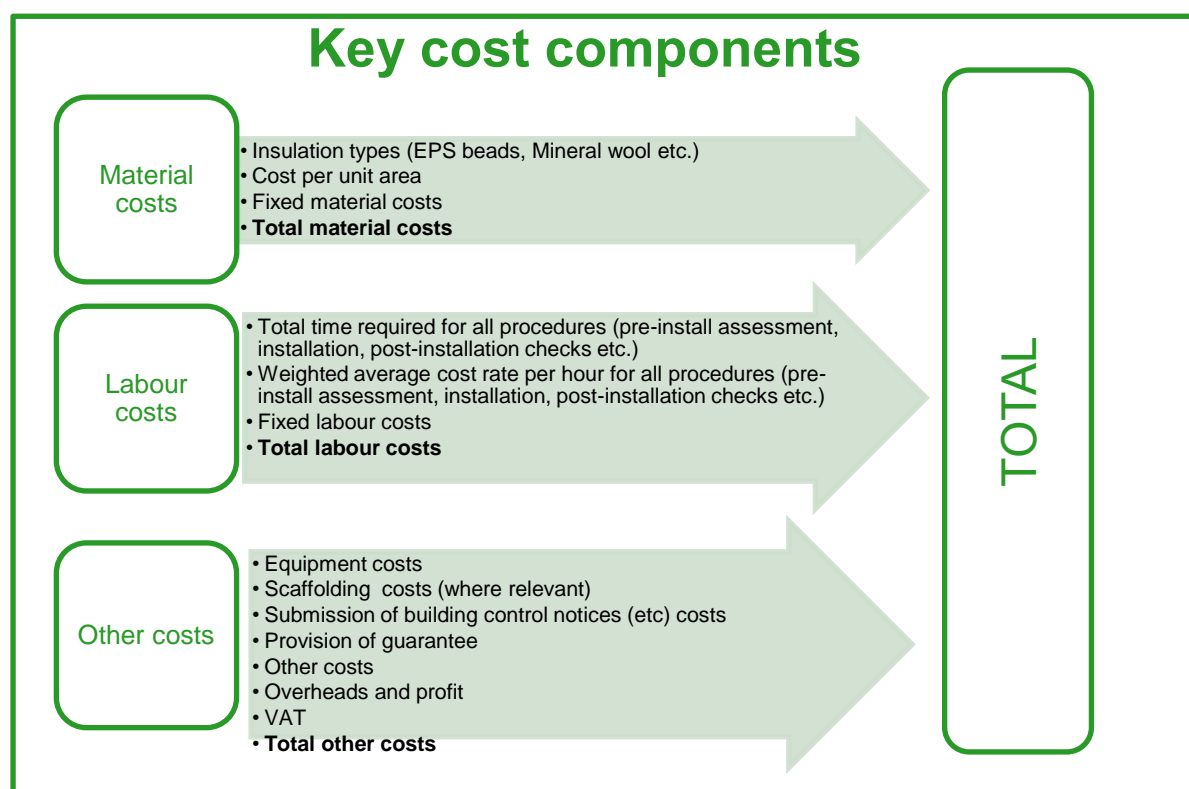 Key cost components
Material
costs
• Insulation types (EPS beads, Mineral wool etc.)
• Cost per unit area
• Fixed material costs
• Total material costs
Labour
costs
• Total time required for all procedures (pre-install assessment,
installation, post-installation checks etc.)
• Weighted average cost rate per hour for all procedures (pre-
install assessment, installation, post-installation checks etc.)
• Fixed labour costs
• Total labour costs
Other costs
• Equipment costs
• Scaffolding costs (where relevant)
• Submission of building control notices (etc) costs
• Provision of guarantee
• Other costs
• Overheads and profit
• VAT
• Total other costs
TOTAL